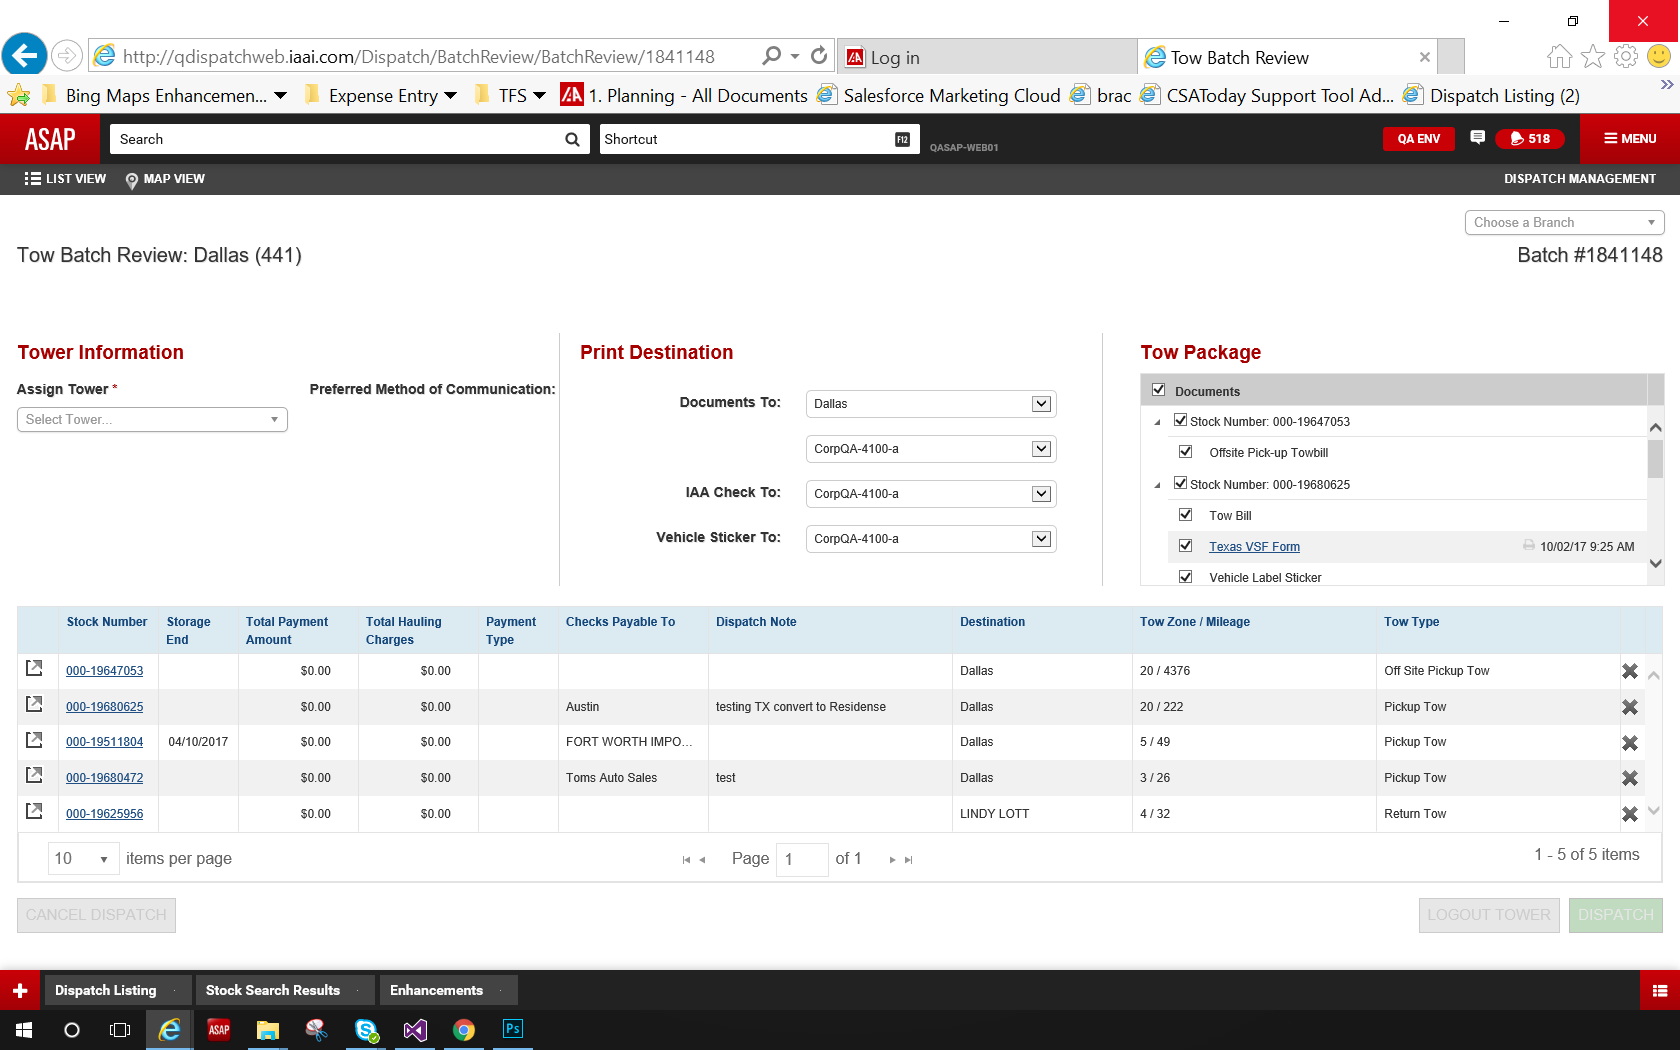 http://qdispatchweb.iaai.com/Dispatch/BatchReview/BatchReview/1841148
Log in
Tow Batch Review
Bing Maps Enhancemen...
Expense Entry
TFS
1. Planning - All Documents
Salesforce Marketing Cloud
brac
CSAToday Support Tool Ad...
Dispatch Listing (2)
ASAP
Search
Shortcut
F12
QASAP-WEB01
QA ENV
518
MENU
LIST VIEW
MAP VIEW
DISPATCH MANAGEMENT
Choose a Branch
Tow Batch Review: Dallas (441)
Batch #1841148
Tower Information
Assign Tower *
Preferred Method of Communication:
Select Tower...
Print Destination
Documents To:
Dallas
CorpQA-4100-a
IAA Check To:
CorpQA-4100-a
Vehicle Sticker To:
CorpQA-4100-a
Tow Package
Documents
Stock Number: 000-19647053
Offsite Pick-up Towbill
Stock Number: 000-19680625
Tow Bill
Texas VSF Form
10/02/17 9:25 AM
Vehicle Label Sticker
Stock Number
Storage End
Total Payment Amount
Total Hauling Charges
Payment Type
Checks Payable To
Dispatch Note
Destination
Tow Zone / Mileage
Tow Type
000-19647053 $0.00 $0.00 Dallas 20 / 4376 Off Site Pickup Tow
000-19680625 $0.00 $0.00 Austin testing TX convert to Residense Dallas 20 / 222 Pickup Tow
000-19511804 04/10/2017 $0.00 $0.00 FORT WORTH IMPO... Dallas 5 / 49 Pickup Tow
000-19680472 $0.00 $0.00 Toms Auto Sales test Dallas 3 / 26 Pickup Tow
000-19625956 $0.00 $0.00 LINDY LOTT 4 / 32 Return Tow
10 items per page
Page 1 of 1
1 - 5 of 5 items
CANCEL DISPATCH
LOGOUT TOWER
DISPATCH
Dispatch Listing
Stock Search Results
Enhancements
ASAP
Ps